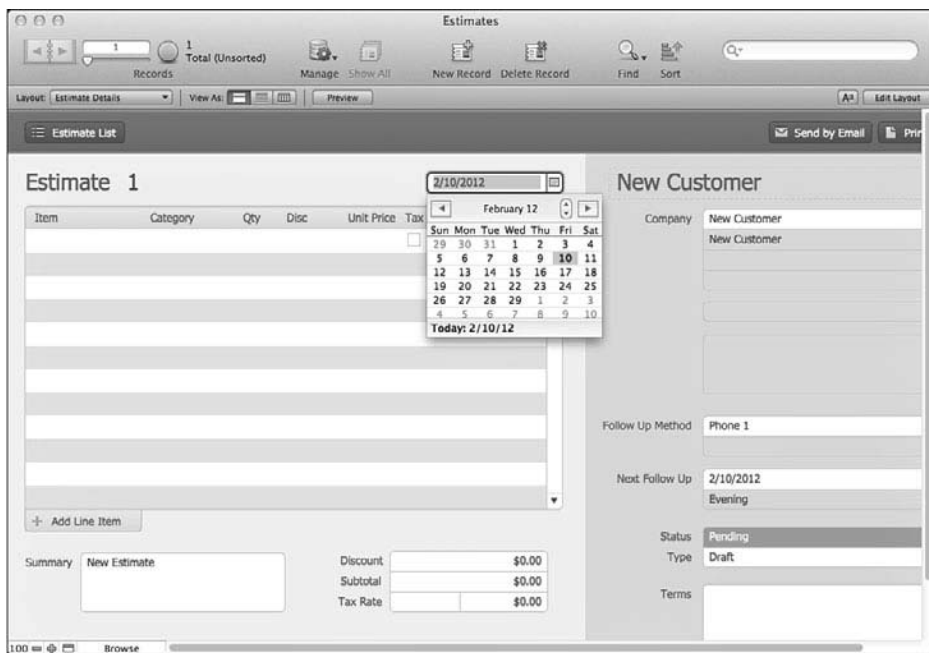 Estimates
1
1
Total (Unsorted)
Records
Manage
Show All
New Record
Delete Record
Find
Sort
Layout: Estimate Details
View As:
Preview
Aa
Edit Layout
Estimate List
Send by Email
Prin
Estimate 1
2/10/2012
New Customer
Item Category Qty Disc Unit Price Tax
February 12
Sun Mon Tue Wed Thu Fri Sat
29 30 31 1 2 3 4
5 6 7 8 9 10 11
12 13 14 15 16 17 18
19 20 21 22 23 24 25
26 27 28 29 1 2 3
4 5 6 7 8 9 10
Today: 2/10/12
Company New Customer
New Customer
Follow Up Method Phone 1
Next Follow Up 2/10/2012
Evening
Add Line Item
Status Pending
Type Draft
Terms
Summary New Estimate
Discount $0.00
Subtotal $0.00
Tax Rate $0.00
100
Browse